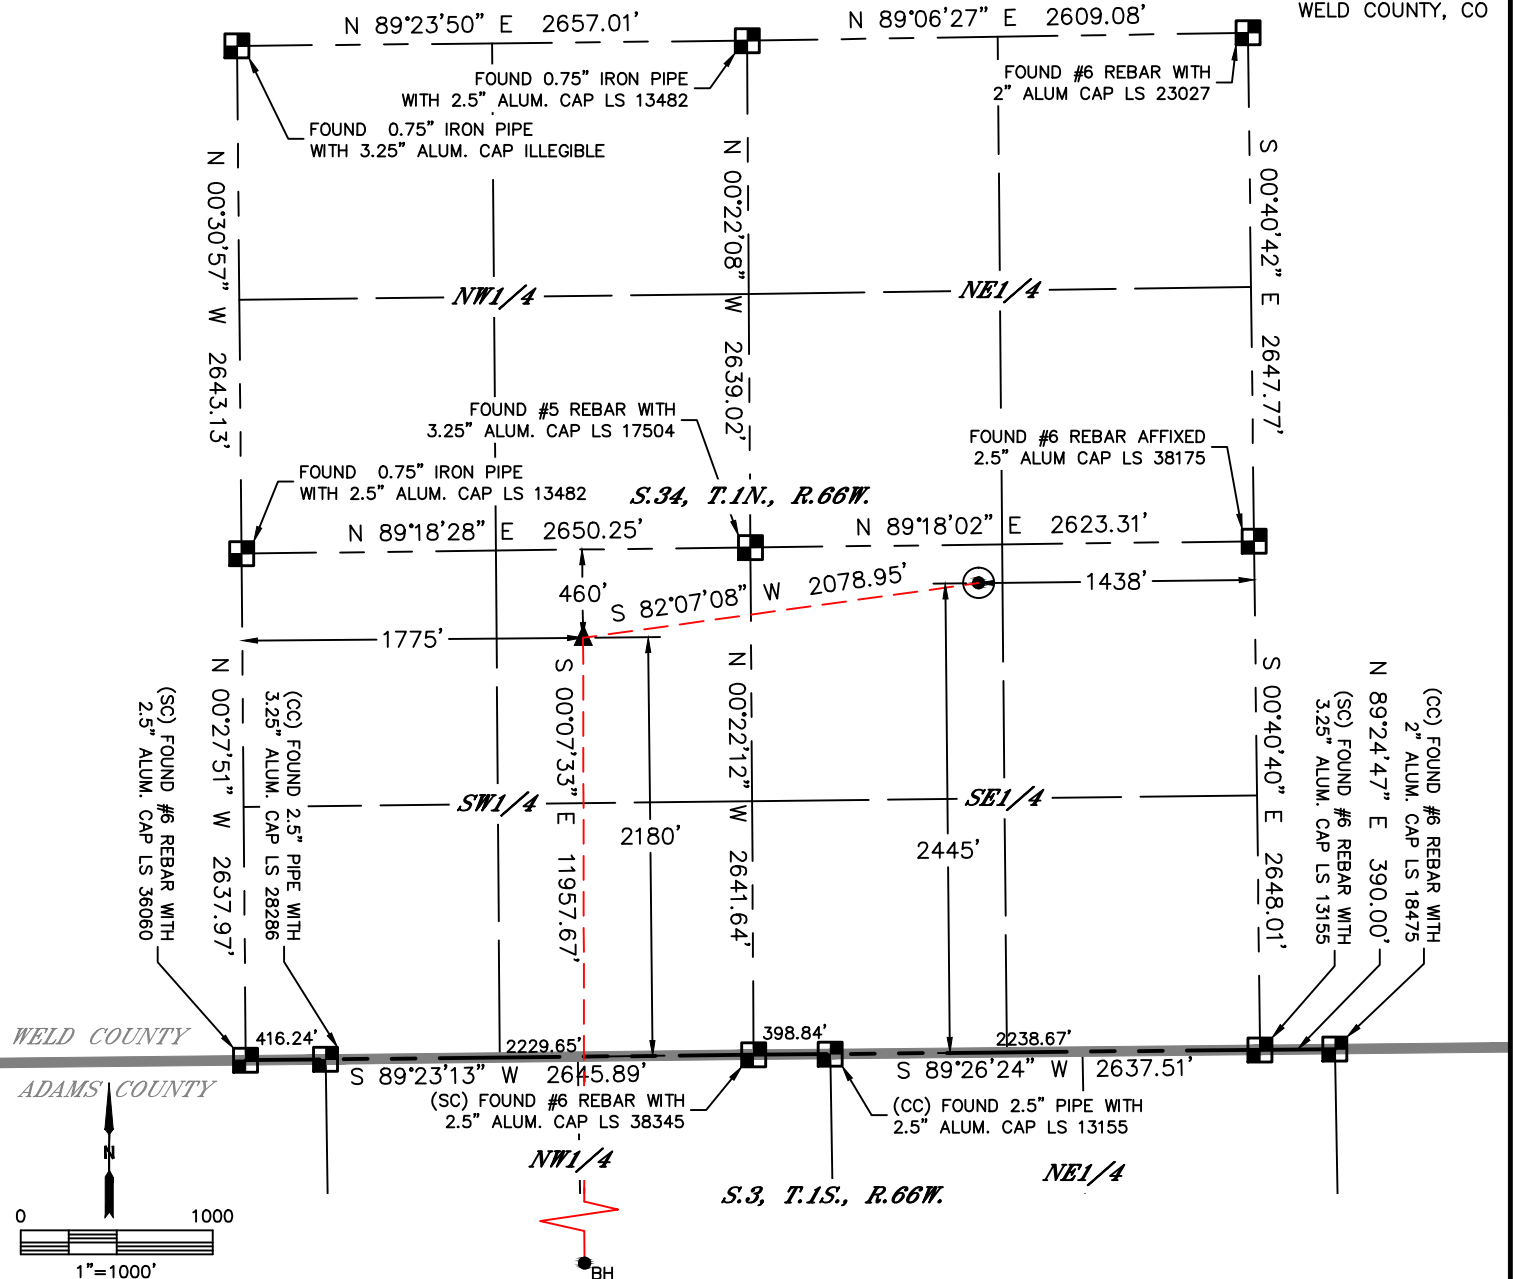 WELD COUNTY, CO
N 89°23'50" E 2657.01'
N 89°06'27" E 2609.08'
FOUND 0.75" IRON PIPE
WITH 2.5" ALUM. CAP LS 13482
FOUND #6 REBAR WITH
2" ALUM CAP LS 23027
FOUND 0.75" IRON PIPE
WITH 3.25" ALUM. CAP ILLEGIBLE
N 00°30'57" W 2643.13'
N 00°22'08" W 2639.02'
S 00°40'42" E 2647.77'
NW1/4
NE1/4
FOUND #5 REBAR WITH
3.25" ALUM. CAP LS 17504
FOUND #6 REBAR AFFIXED
2.5" ALUM CAP LS 38175
FOUND 0.75" IRON PIPE
WITH 2.5" ALUM. CAP LS 13482
S.34, T.1N., R.66W.
N 89°18'28" E 2650.25'
N 89°18'02" E 2623.31'
460'
S 82°07'08" W 2078.95'
1438'
1775'
(SC) FOUND #6 REBAR WITH
2.5" ALUM. CAP LS 36060
N 00°27'51" W 2637.97'
(CC) FOUND 2.5" PIPE WITH
3.25" ALUM. CAP LS 28286
S 00°07'33" E 11957.67'
N 00°22'12" W 2641.64'
S 00°40'40" E 2648.01'
(SC) FOUND #6 REBAR WITH
3.25" ALUM. CAP LS 13155
N 89°24'47" E 390.00'
(CC) FOUND #6 REBAR WITH
2" ALUM. CAP LS 18475
SW1/4
SE1/4
2180'
2445'
WELD COUNTY
416.24'
2229.65'
398.84'
2238.67'
ADAMS COUNTY
S 89°23'13" W 2645.89'
S 89°26'24" W 2637.51'
(SC) FOUND #6 REBAR WITH
2.5" ALUM. CAP LS 38345
(CC) FOUND 2.5" PIPE WITH
2.5" ALUM. CAP LS 13155
N
NW1/4
NE1/4
S.3, T.1S., R.66W.
0 1000
1"=1000'
BH